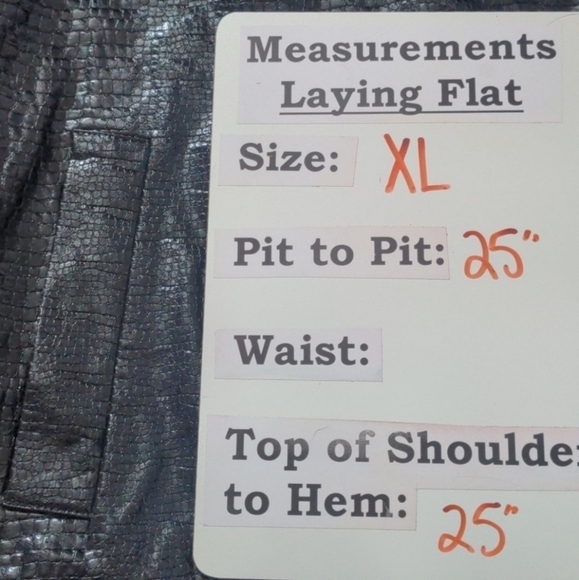 Measurements
Laying Flat
Size: XL
Pit to Pit: 25"
Waist:
Top of Shoulde
to Hem: 25"